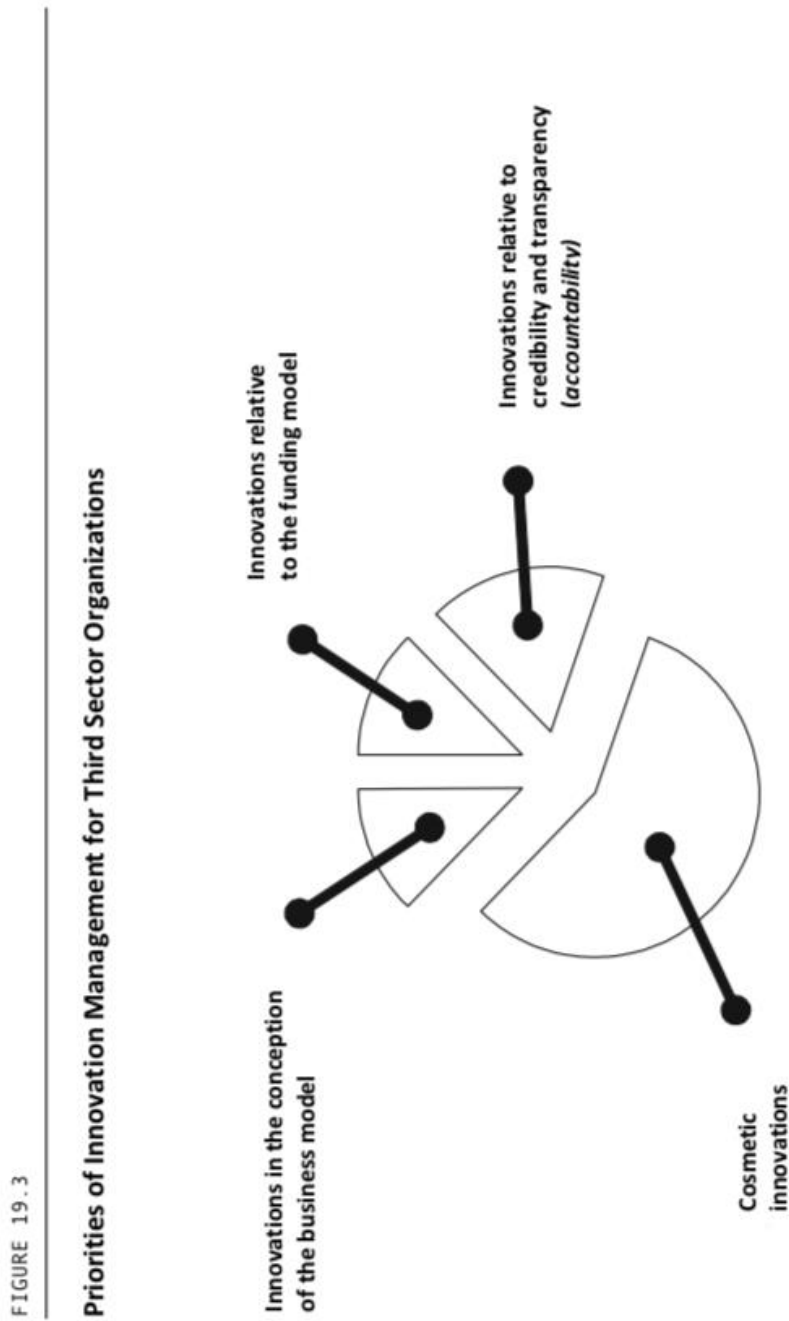 FIGURE 19.3
Priorities of Innovation Management for Third Sector Organizations
Innovations in the conception
of the business model
Innovations relative
to the funding model
Innovations relative to
credibility and transparency
(accountability)
Cosmetic
innovations